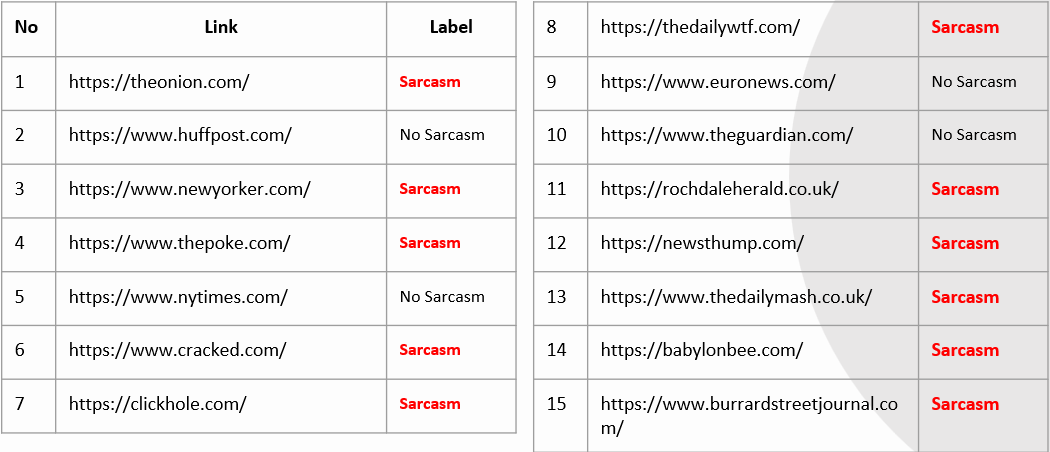 No Link Label
1 https://theonion.com/ Sarcasm
2 https://www.huffpost.com/ No Sarcasm
3 https://www.newyorker.com/ Sarcasm
4 https://www.thepoke.com/ Sarcasm
5 https://www.nytimes.com/ No Sarcasm
6 https://www.cracked.com/ Sarcasm
7 https://clickhole.com/ Sarcasm
8 https://thedailywtf.com/ Sarcasm
9 https://www.euronews.com/ No Sarcasm
10 https://www.theguardian.com/ No Sarcasm
11 https://rochdaleherald.co.uk/ Sarcasm
12 https://newsthump.com/ Sarcasm
13 https://www.thedailymash.co.uk/ Sarcasm
14 https://babylonbee.com/ Sarcasm
15 https://www.burrardstreetjournal.co Sarcasm
m/